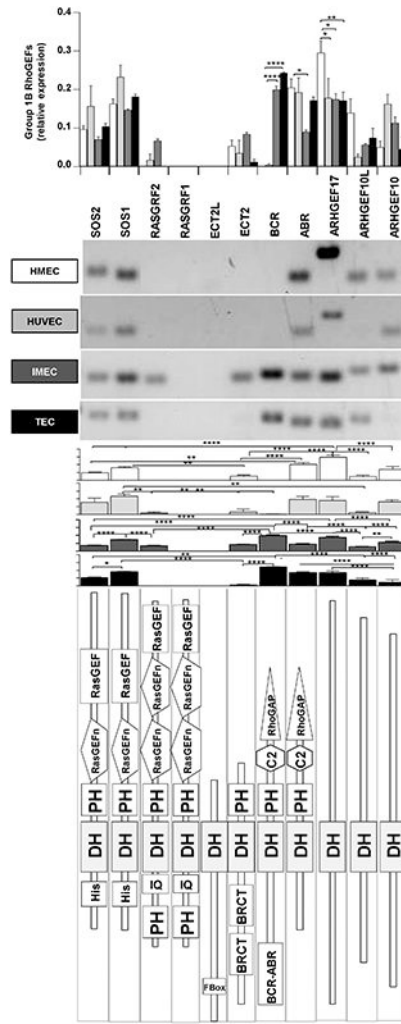 Group 1B RhoGEFs
(relative expression)
0.4
0.3
0.2
0.1
0.0
****
****
*
**
*
*
SOS2
SOS1
RASGRF2
RASGRF1
ECT2L
ECT2
BCR
ABR
ARHGEF17
ARHGEF10L
ARHGEF10
HMEC
HUVEC
IMEC
TEC
RasGEF
RasGEF
RasGEF
RasGEF
RasGEFn
RasGEFn
RasGEFn
RasGEFn
RhoGAP
RhoGAP
C2
C2
PH
PH
IQ
IQ
PH
PH
PH
PH
PH
DH
DH
DH
DH
DH
DH
DH
DH
DH
DH
DH
His
His
IQ
IQ
BRCT
PH
PH
BRCT
BCR-ABR
FBox